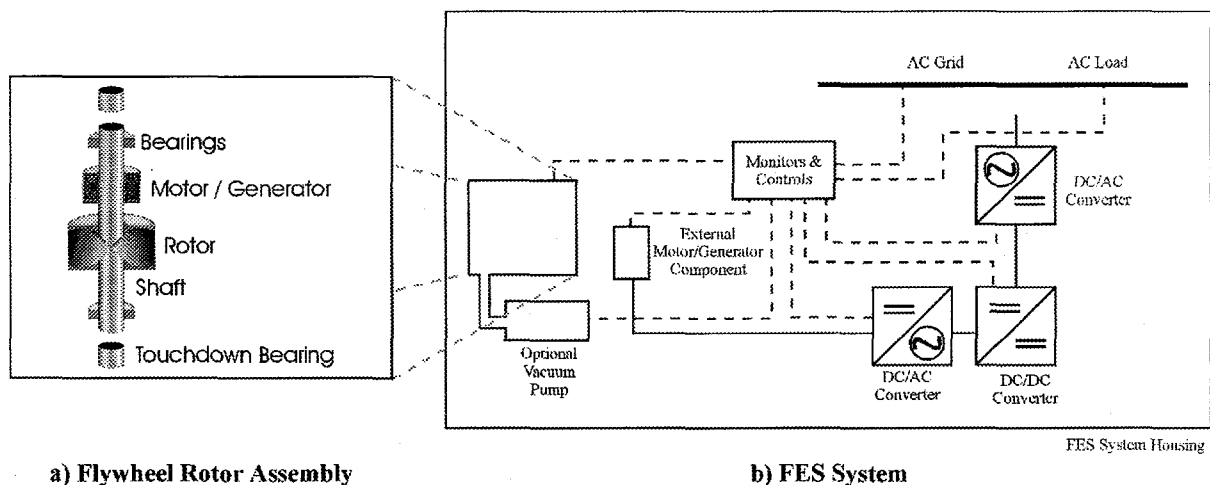 AC Grid
AC Load
Bearings
Motor / Generator
Rotor
Shaft
Touchdown Bearing
Monitors &
Controls
DC/AC
Converter
External
Motor/Generator
Component
Optional
Vacuum
Pump
DC/AC
Converter
DC/DC
Converter
FES System Housing
a) Flywheel Rotor Assembly
b) FES System